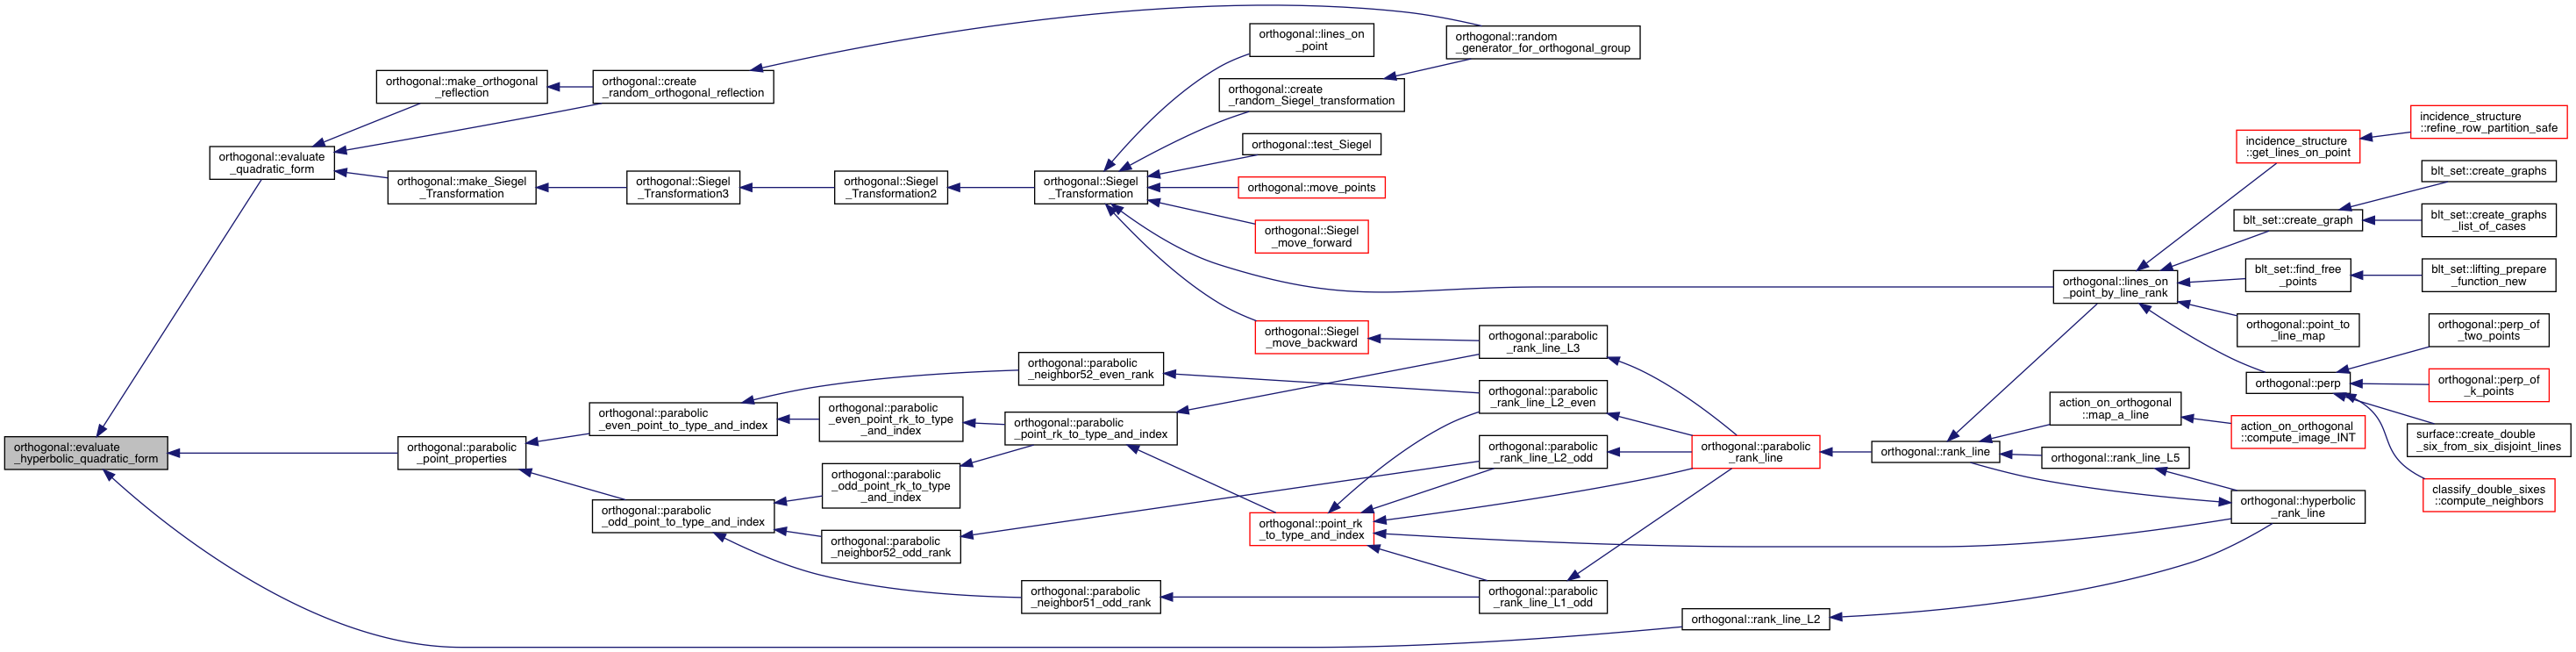 orthogonal::evaluate
_hyperbolic_quadratic_form
orthogonal::evaluate
_quadratic_form
orthogonal::make_orthogonal
_reflection
orthogonal::create
_random_orthogonal_reflection
orthogonal::random
_generator_for_orthogonal_group
orthogonal::make_Siegel
_Transformation
orthogonal::Siegel
_Transformation3
orthogonal::Siegel
_Transformation2
orthogonal::Siegel
_Transformation
orthogonal::lines_on
_point
orthogonal::create
_random_Siegel_transformation
orthogonal::test_Siegel
orthogonal::move_points
orthogonal::Siegel
_move_forward
orthogonal::Siegel
_move_backward
orthogonal::parabolic
_point_properties
orthogonal::parabolic
_even_point_to_type_and_index
orthogonal::parabolic
_odd_point_to_type_and_index
orthogonal::parabolic
_neighbor52_even_rank
orthogonal::parabolic
_even_point_rk_to_type
_and_index
orthogonal::parabolic
_odd_point_rk_to_type
_and_index
orthogonal::parabolic
_neighbor52_odd_rank
orthogonal::parabolic
_neighbor51_odd_rank
orthogonal::parabolic
_point_rk_to_type_and_index
orthogonal::point_rk
_to_type_and_index
orthogonal::parabolic
_rank_line_L3
orthogonal::parabolic
_rank_line_L2_even
orthogonal::parabolic
_rank_line_L2_odd
orthogonal::parabolic
_rank_line_L1_odd
orthogonal::parabolic
_rank_line
orthogonal::rank_line_L2
orthogonal::rank_line
orthogonal::lines_on
_point_by_line_rank
action_on_orthogonal
::map_a_line
orthogonal::rank_line_L5
orthogonal::hyperbolic
_rank_line
incidence_structure
::get_lines_on_point
incidence_structure
::refine_row_partition_safe
blt_set::create_graph
blt_set::create_graphs
blt_set::create_graphs
_list_of_cases
blt_set::find_free
_points
blt_set::lifting_prepare
_function_new
orthogonal::point_to
_line_map
orthogonal::perp
orthogonal::perp_of
_two_points
orthogonal::perp_of
_k_points
action_on_orthogonal
::compute_image_INT
surface::create_double
_six_from_six_disjoint_lines
classify_double_sixes
::compute_neighbors